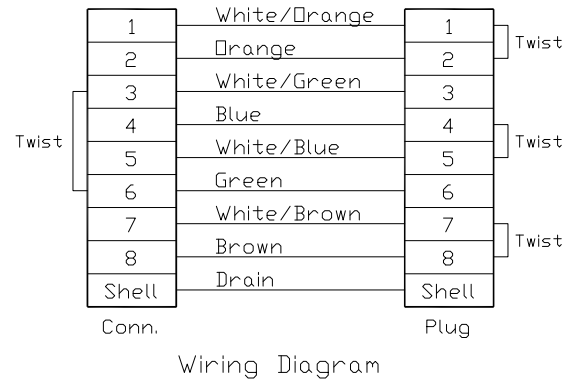 White/Orange
1 1
Twist
Orange
2 2
White/Green
3 3
Blue
4 4
Twist Twist
White/Blue
5 5
Green
6 6
White/Brown
7 7
Twist
Brown
8 8
Drain
Shell Shell
Conn. Plug
Wiring Diagram